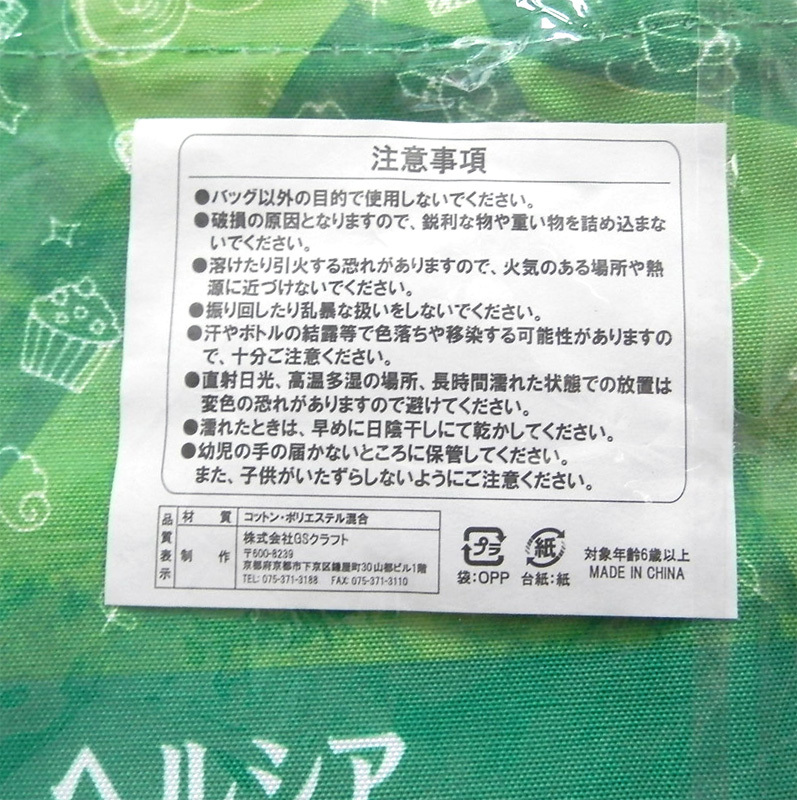 注意事項
●バッグ以外の目的で使用しないでください。
●破損の原因となりますので、鋭利な物や重い物を詰め込まな
いでください。
●溶けたり引火する恐れがありますので、火気のある場所や熱
源に近づけないでください。
●振り回したり乱暴な扱いをしないでください。
●汗やボトルの結露等で色落ちや移染する可能性がありますの
で、十分ご注意ください。
●直射日光、高温多湿の場所、長時間濡れた状態での放置は
変色の恐れがありますので避けてください。
●濡れたときは、早めに日陰干しにて乾かしてください。
●幼児の手の届かないところに保管してください。
また、子供がいたずらしないようにご注意ください。
品質表示
材 質 コットン・ポリエステル混合
制 作 株式会社GSクラフト
〒600-8239
京都府京都市下京区鎌屋町30山都ビル1階
TEL: 075-371-3188 FAX: 075-371-3110
プラ 紙
袋:OPP 台紙:紙
対象年齢6歳以上
MADE IN CHINA
ヘルシア